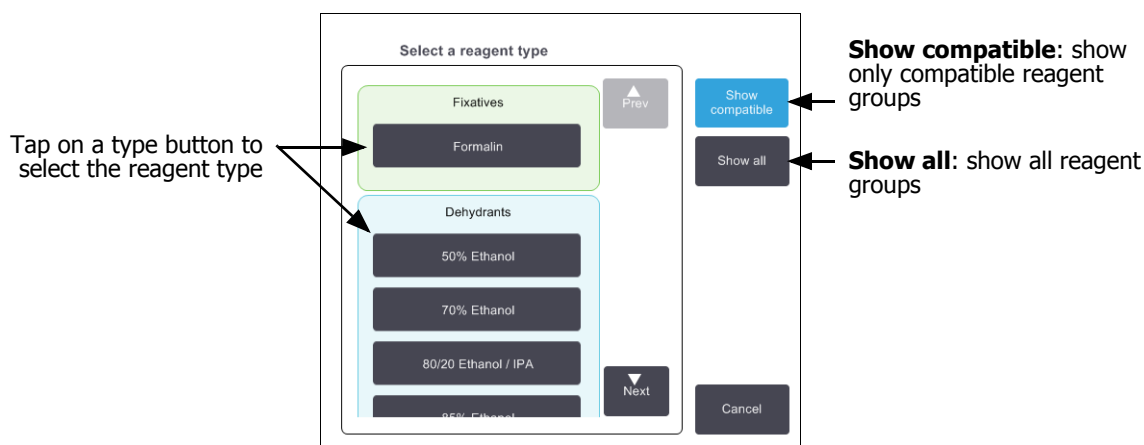 Select a reagent type
Fixatives
Formalin
Dehydrants
50% Ethanol
70% Ethanol
80/20 Ethanol / IPA
85% Ethanol
Prev
Next
Show
compatible
Show all
Cancel
Tap on a type button to
select the reagent type
Show compatible: show
only compatible reagent
groups
Show all: show all reagent
groups